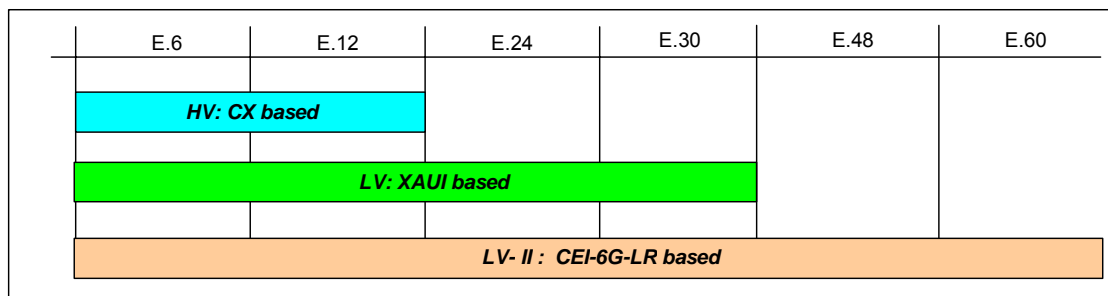 E.6 E.12 E.24 E.30 E.48 E.60
HV: CX based
LV: XAUI based
LV- II : CEI-6G-LR based